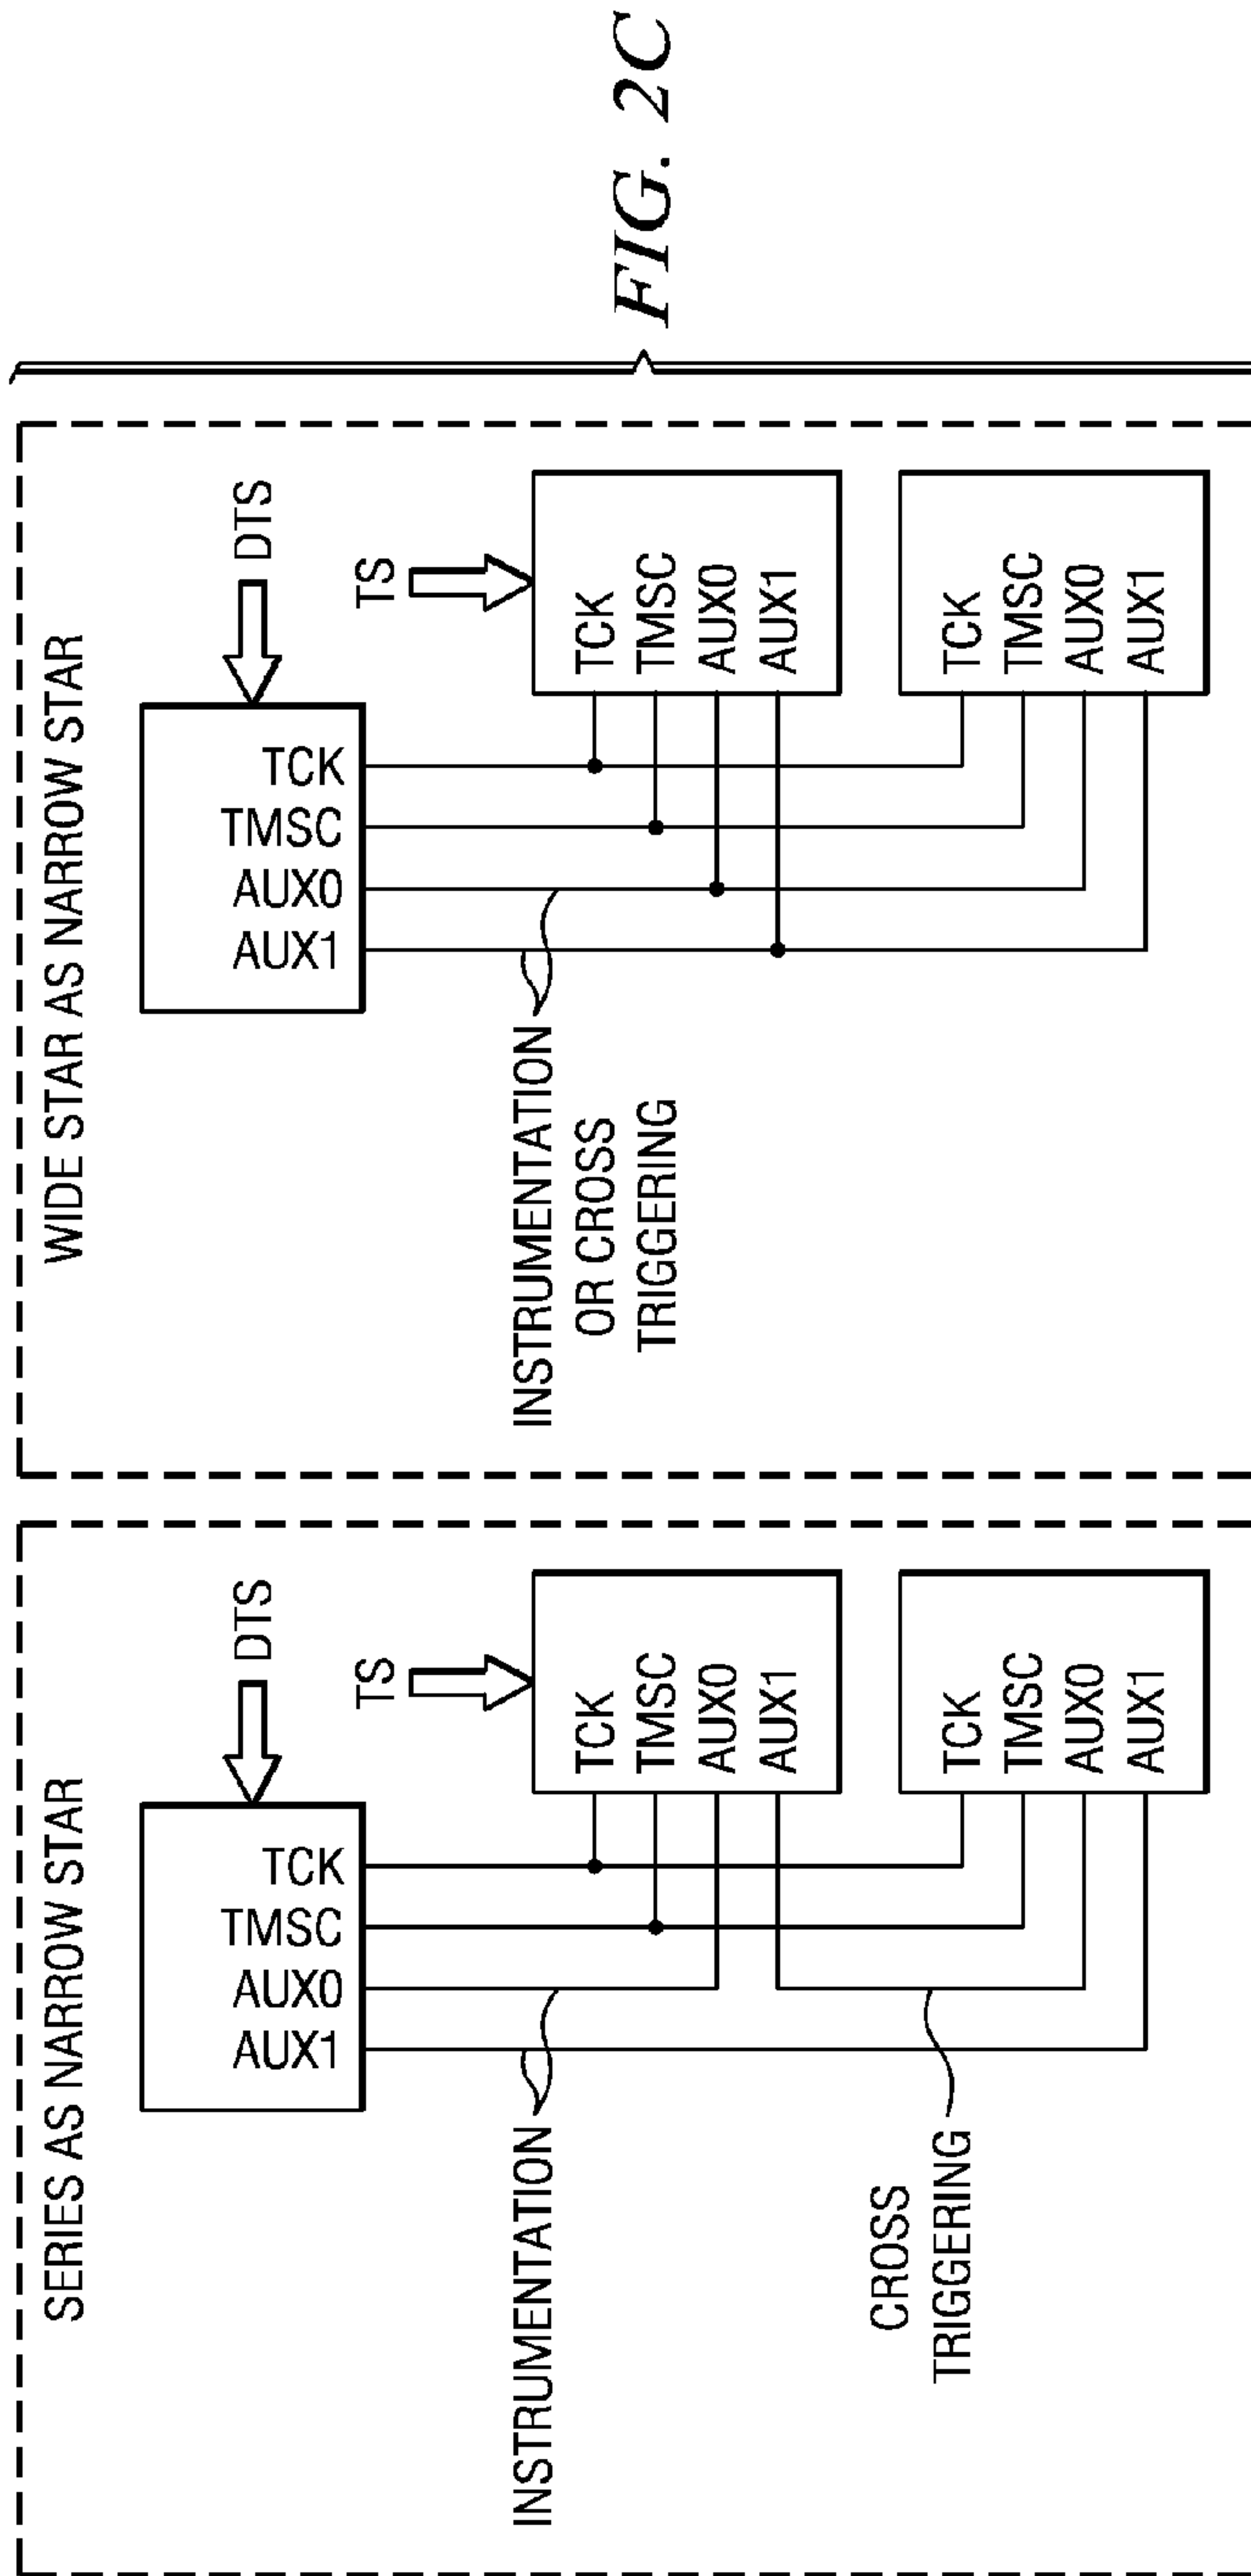 SERIES AS NARROW STAR
DTS
TCK
TMSC
AUX0
AUX1
TS
INSTRUMENTATION
TCK
TMSC
AUX0
AUX1
CROSS
TRIGGERING
TCK
TMSC
AUX0
AUX1
WIDE STAR AS NARROW STAR
DTS
TCK
TMSC
AUX0
AUX1
TS
INSTRUMENTATION
OR CROSS
TRIGGERING
TCK
TMSC
AUX0
AUX1
TCK
TMSC
AUX0
AUX1
FIG. 2C